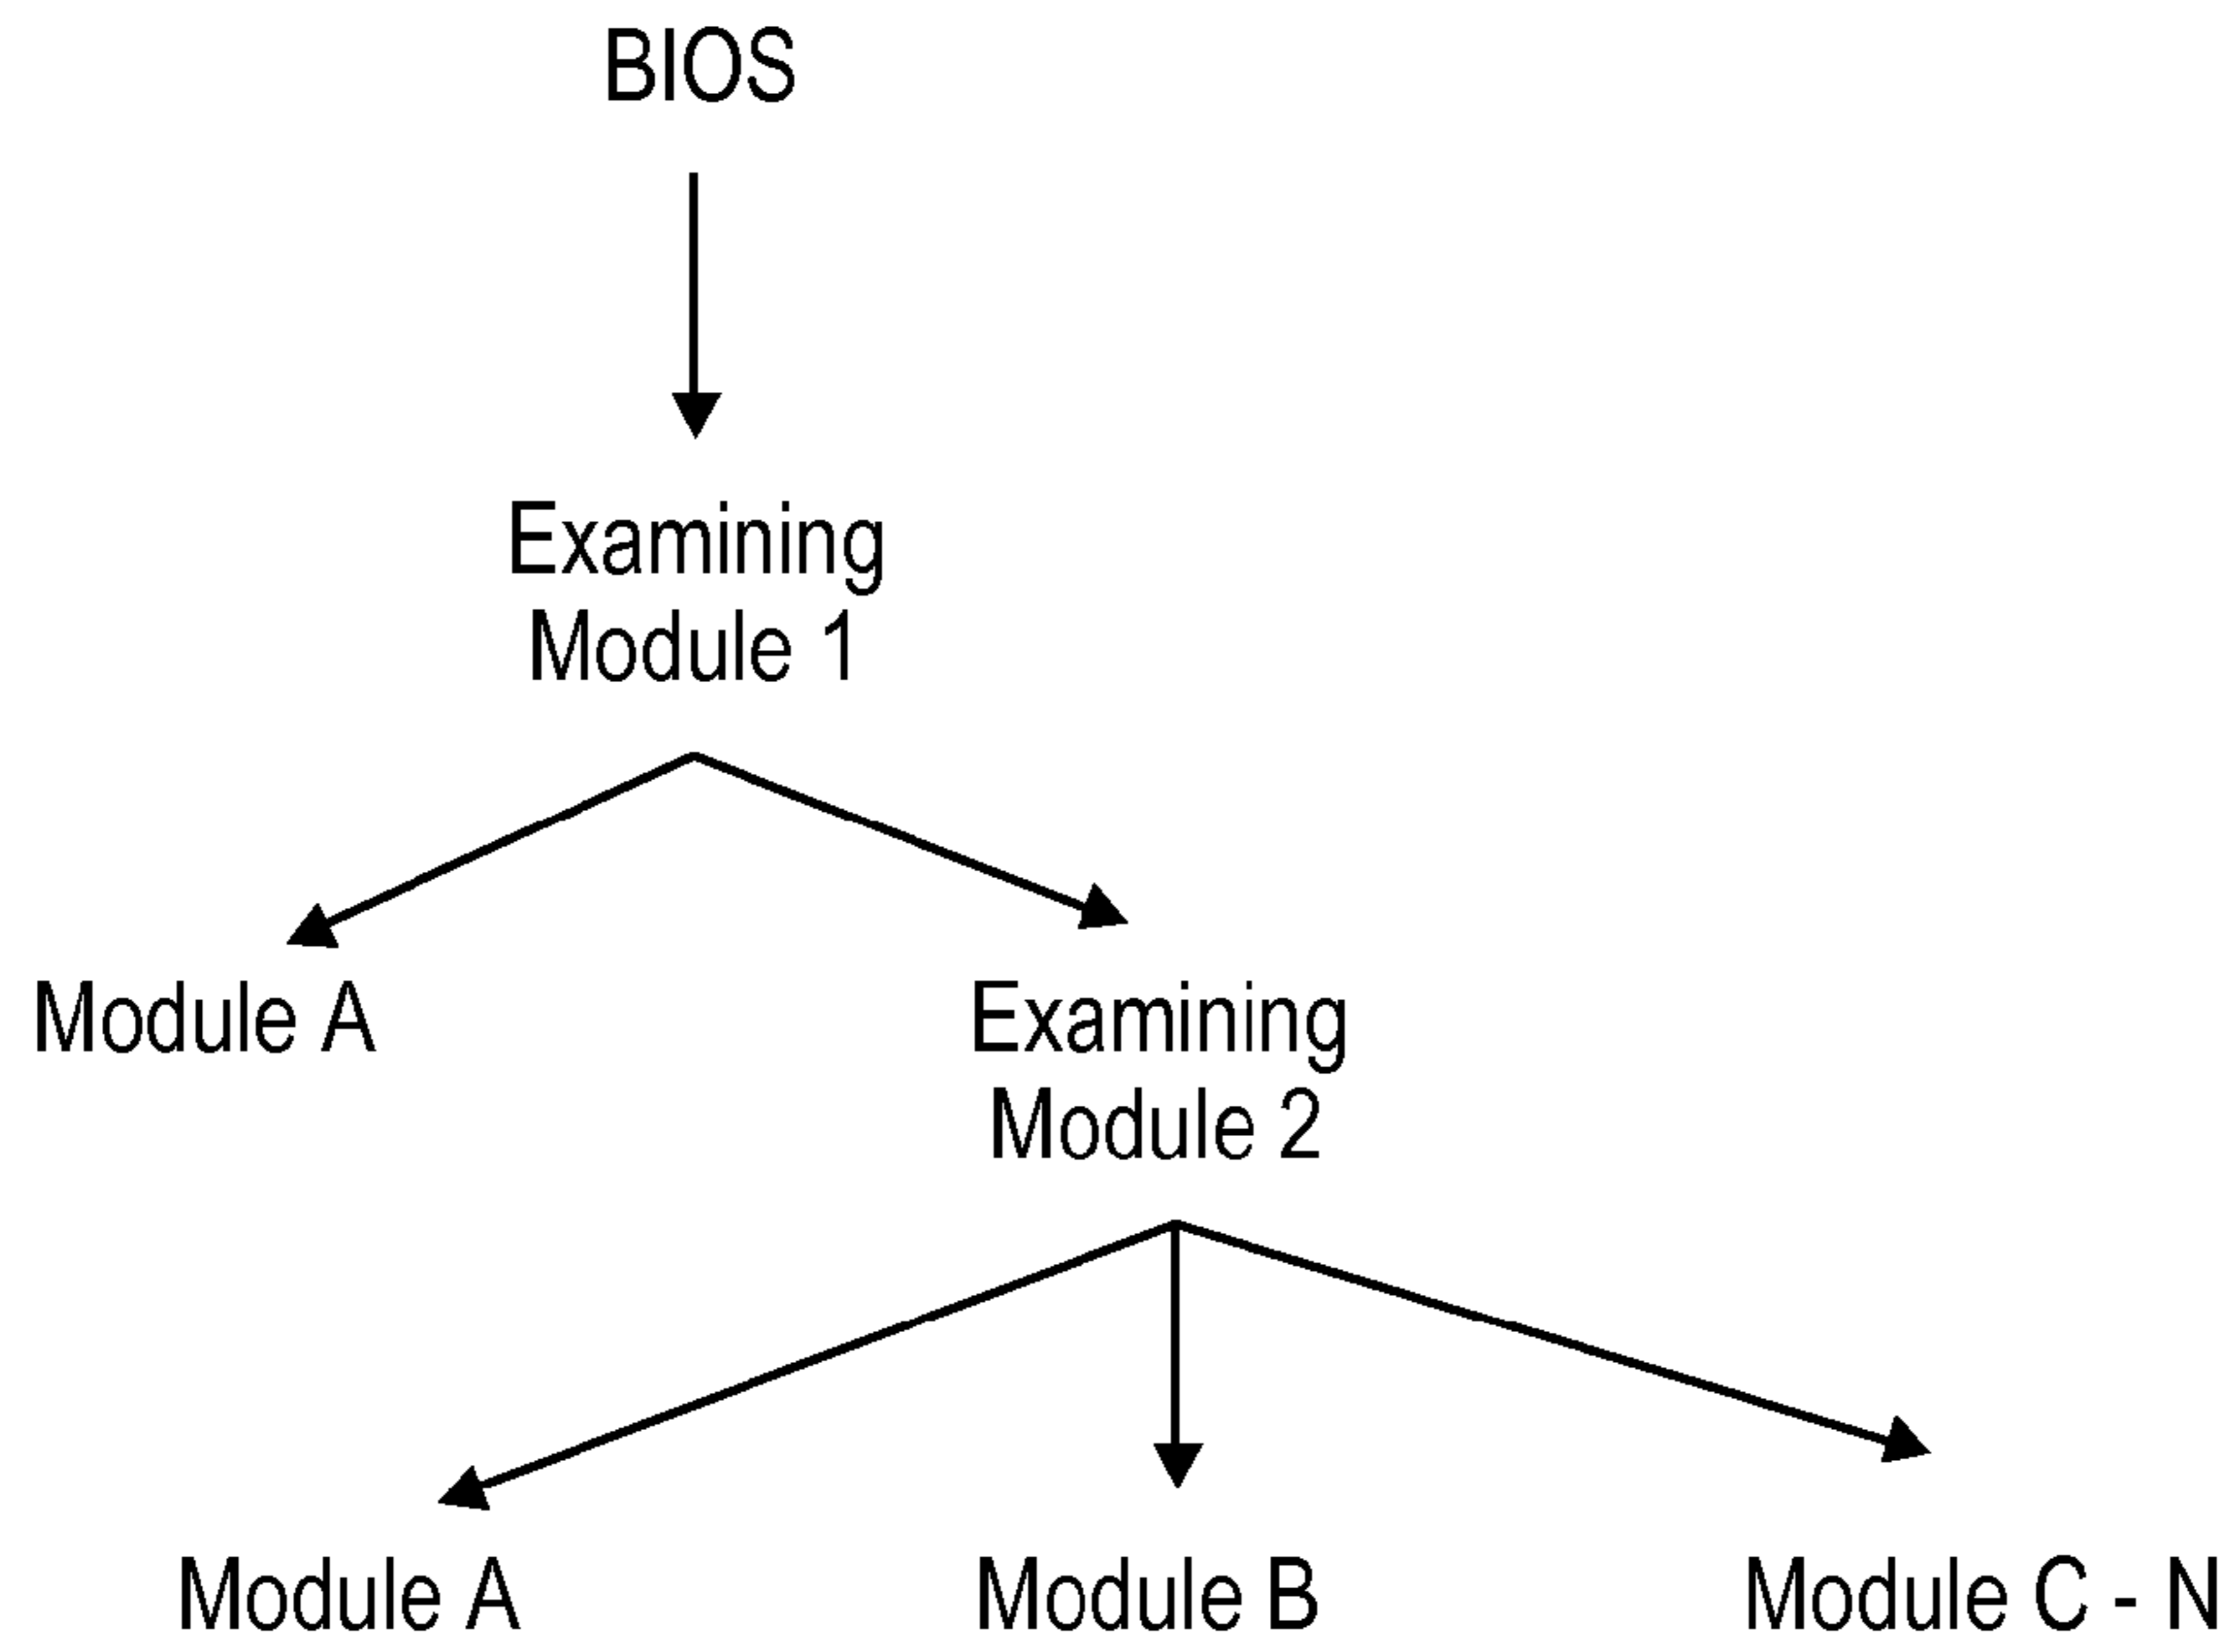 BIOS
Examining
Module 1
Module A
Examining
Module 2
Module A
Module B
Module C - N